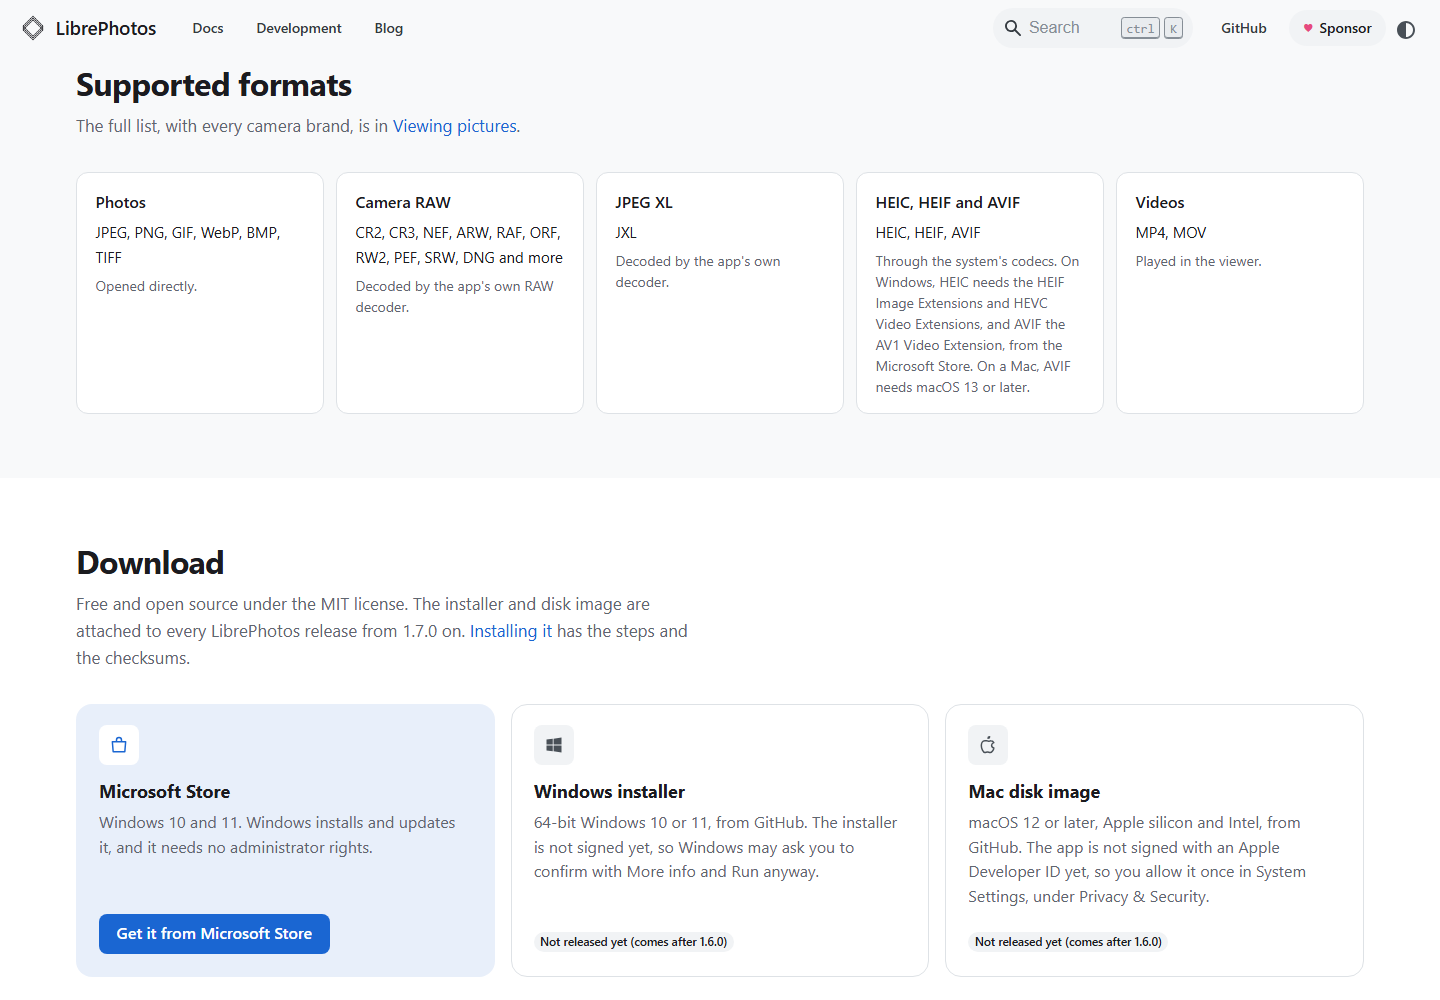 LibrePhotos Docs Development Blog Search ctrl K GitHub Sponsor
Supported formats
The full list, with every camera brand, is in Viewing pictures.
Photos
JPEG, PNG, GIF, WebP, BMP,
TIFF
Opened directly.
Camera RAW
CR2, CR3, NEF, ARW, RAF, ORF,
RW2, PEF, SRW, DNG and more
Decoded by the app's own RAW
decoder.
JPEG XL
JXL
Decoded by the app's own
decoder.
HEIC, HEIF and AVIF
HEIC, HEIF, AVIF
Through the system's codecs. On
Windows, HEIC needs the HEIF
Image Extensions and HEVC
Video Extensions, and AVIF the
AV1 Video Extension, from the
Microsoft Store. On a Mac, AVIF
needs macOS 13 or later.
Videos
MP4, MOV
Played in the viewer.
Download
Free and open source under the MIT license. The installer and disk image are
attached to every LibrePhotos release from 1.7.0 on. Installing it has the steps and
the checksums.
Microsoft Store
Windows 10 and 11. Windows installs and updates
it, and it needs no administrator rights.
Get it from Microsoft Store
Windows installer
64-bit Windows 10 or 11, from GitHub. The installer
is not signed yet, so Windows may ask you to
confirm with More info and Run anyway.
Not released yet (comes after 1.6.0)
Mac disk image
macOS 12 or later, Apple silicon and Intel, from
GitHub. The app is not signed with an Apple
Developer ID yet, so you allow it once in System
Settings, under Privacy & Security.
Not released yet (comes after 1.6.0)